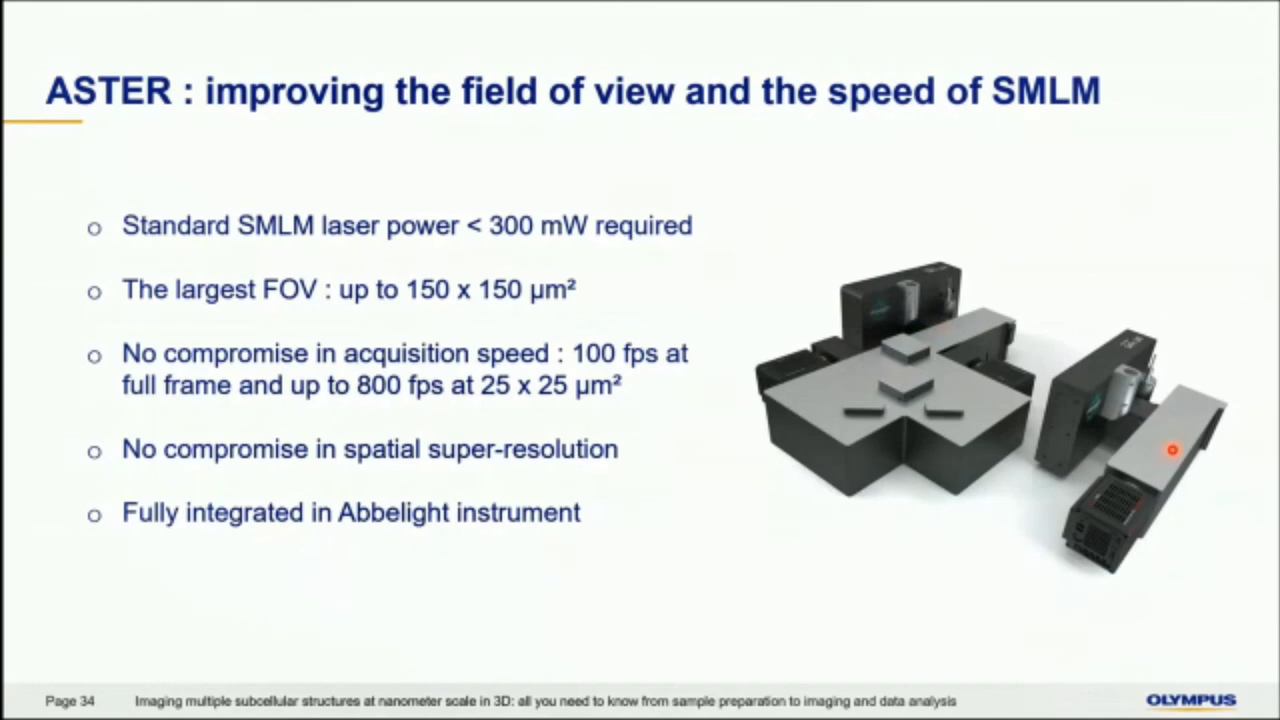 ASTER : improving the field of view and the speed of SMLM
o Standard SMLM laser power < 300 mW required
o The largest FOV : up to 150 x 150 µm²
o No compromise in acquisition speed : 100 fps at
full frame and up to 800 fps at 25 x 25 µm²
o No compromise in spatial super-resolution
o Fully integrated in Abbelight instrument
Page 34
Imaging multiple subcellular structures at nanometer scale in 3D: all you need to know from sample preparation to imaging and data analysis
OLYMPUS